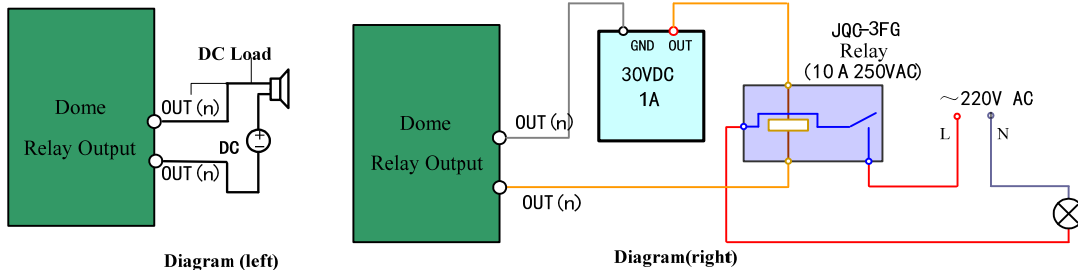 DC Load
Dome
Relay Output
OUT(n)
DC
OUT(n)
Diagram (left)
Dome
Relay Output
OUT(n)
OUT(n)
GND OUT
30VDC
1A
JQC-3FG
Relay
(10A 250VAC)
~220V AC
L N
Diagram(right)